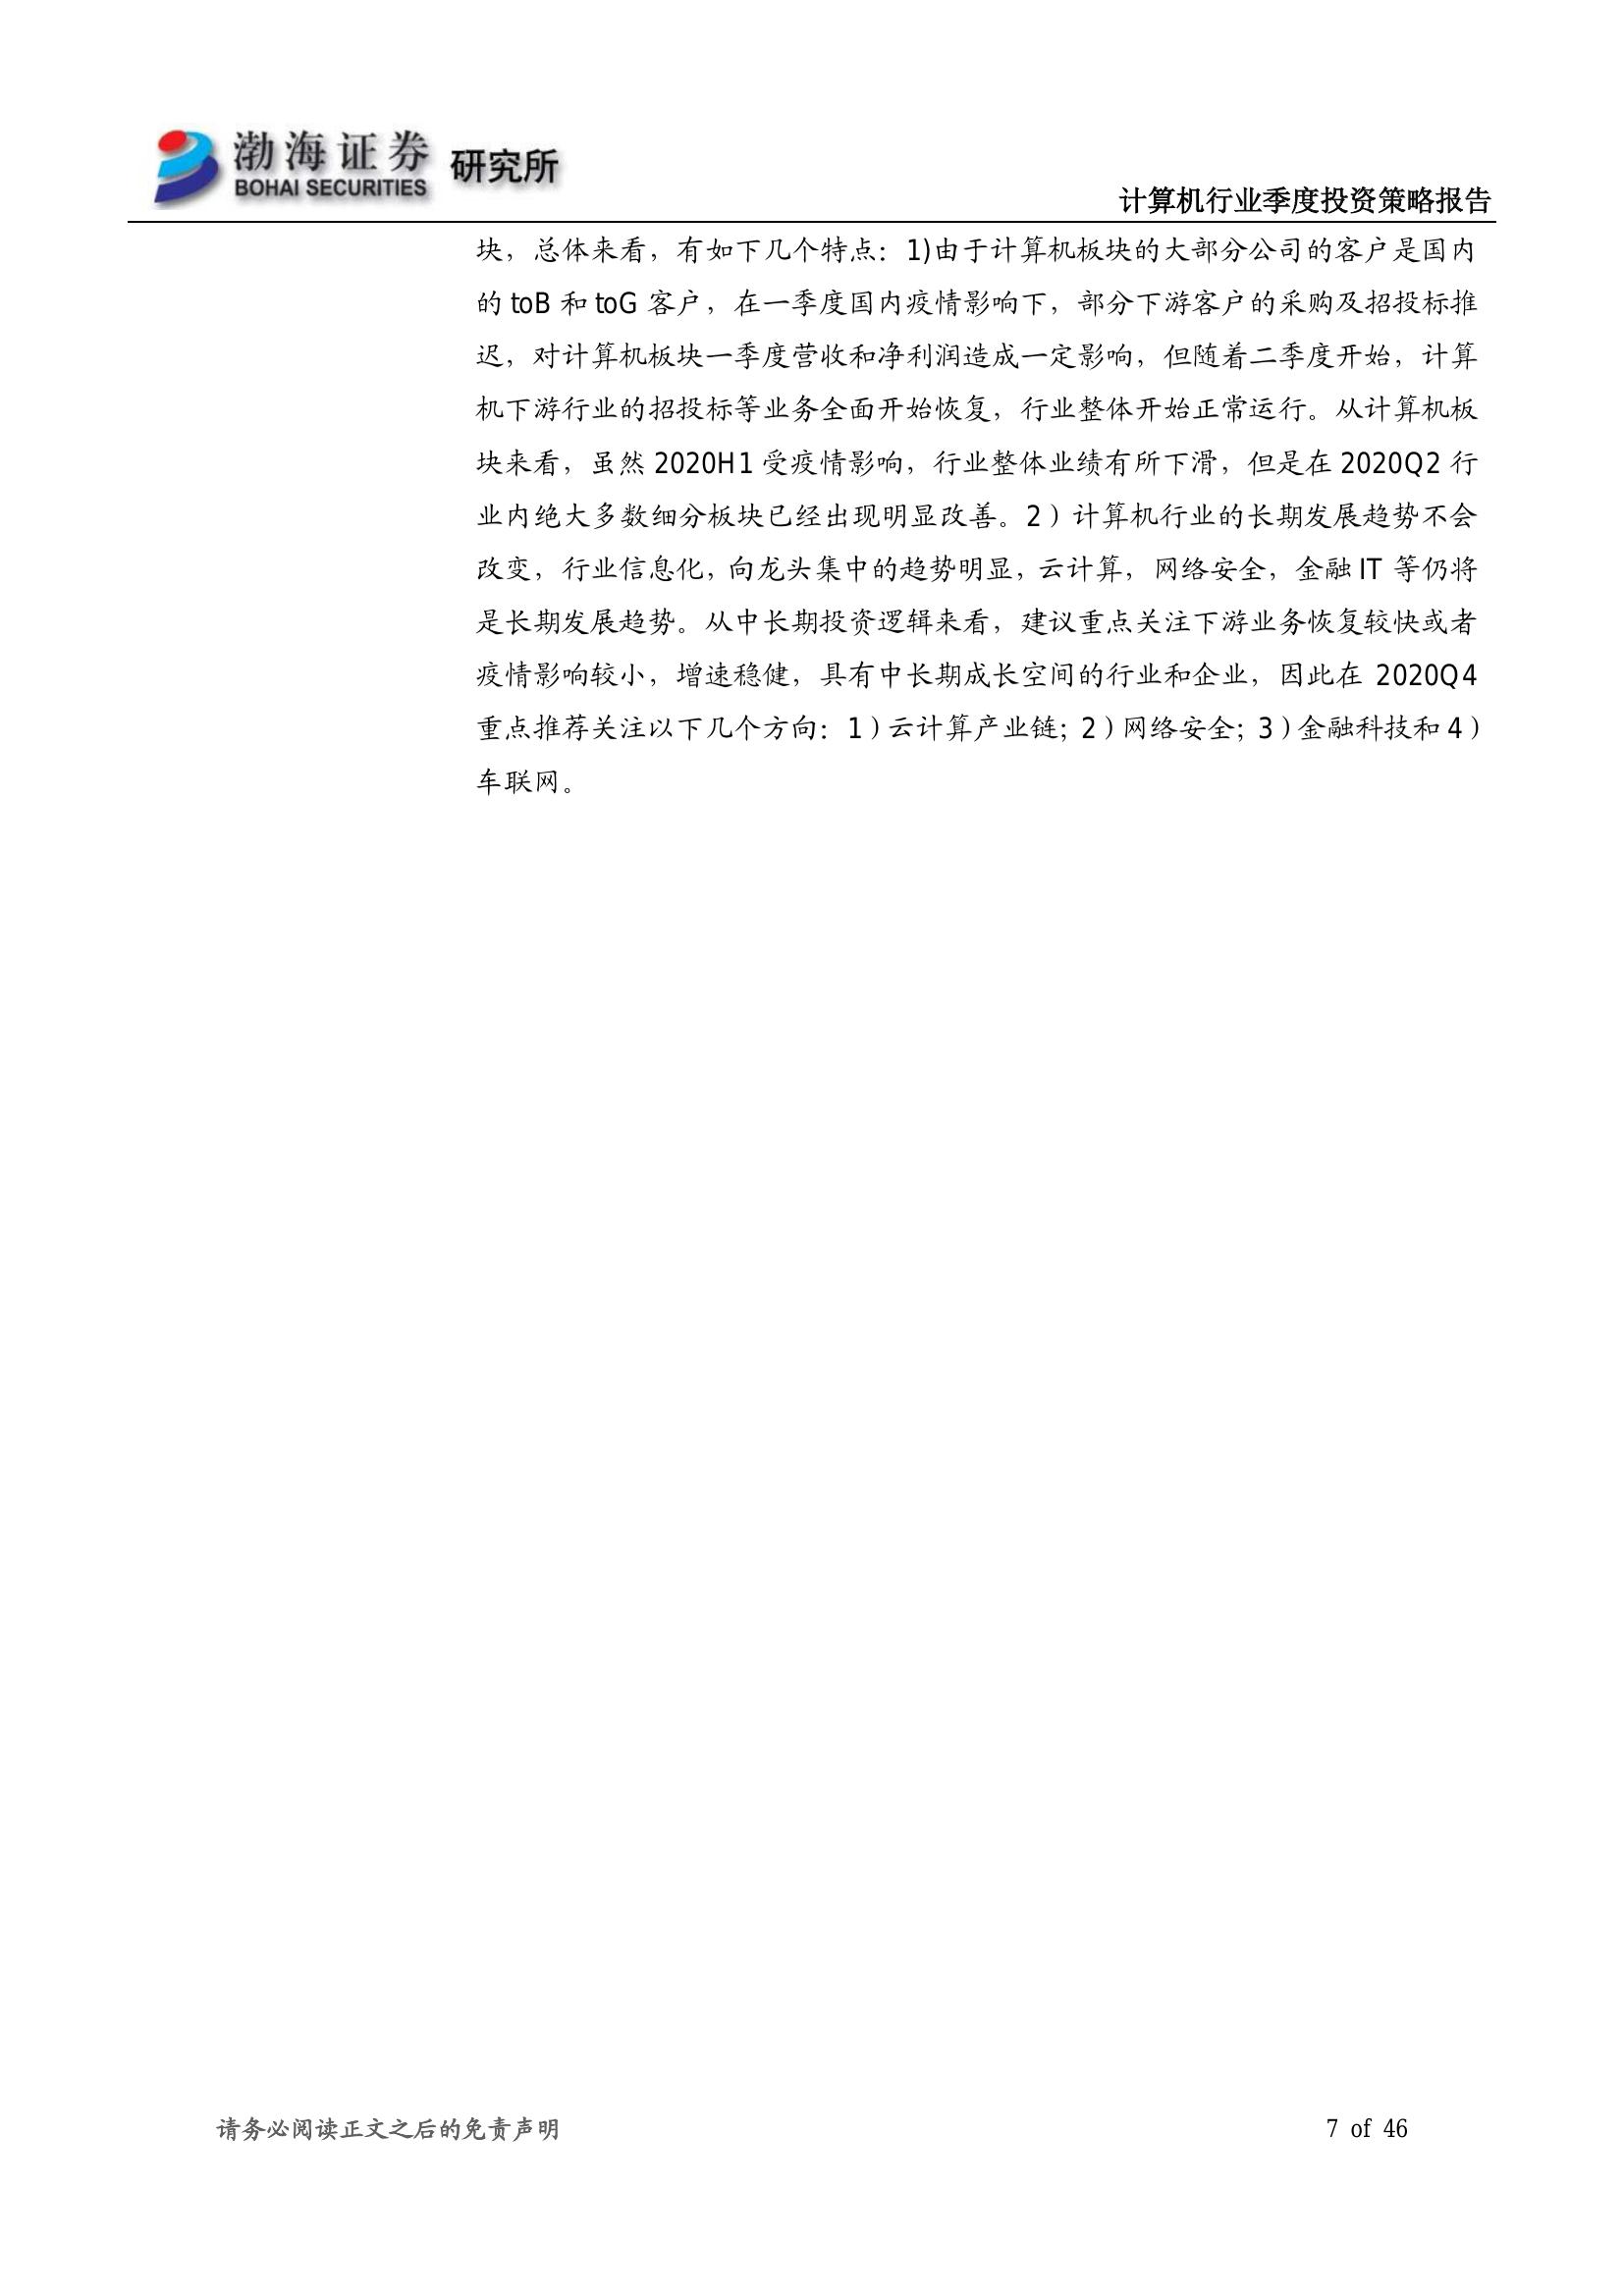 渤海证券 研究所
BOHAI SECURITIES
计算机行业季度投资策略报告
块，总体来看，有如下几个特点：1)由于计算机板块的大部分公司的客户是国内
的 toB 和 toG 客户，在一季度国内疫情影响下，部分下游客户的采购及招投标推
迟，对计算机板块一季度营收和净利润造成一定影响，但随着二季度开始，计算
机下游行业的招投标等业务全面开始恢复，行业整体开始正常运行。从计算机板
块来看，虽然 2020H1 受疫情影响，行业整体业绩有所下滑，但是在 2020Q2 行
业内绝大多数细分板块已经出现明显改善。2）计算机行业的长期发展趋势不会
改变，行业信息化，向龙头集中的趋势明显，云计算，网络安全，金融 IT 等仍将
是长期发展趋势。从中长期投资逻辑来看，建议重点关注下游业务恢复较快或者
疫情影响较小，增速稳健，具有中长期成长空间的行业和企业，因此在 2020Q4
重点推荐关注以下几个方向：1）云计算产业链；2）网络安全；3）金融科技和 4）
车联网。
请务必阅读正文之后的免责声明
7 of 46